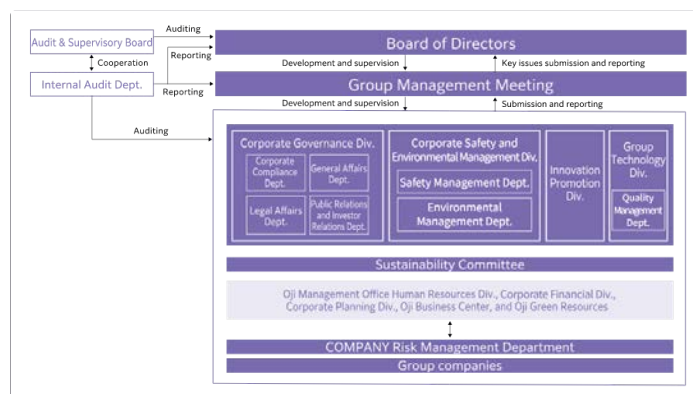 Auditing
Audit & Supervisory Board
Board of Directors
Cooperation
Reporting
Development and supervision
Key issues submission and reporting
Internal Audit Dept.
Reporting
Group Management Meeting
Development and supervision
Submission and reporting
Auditing
Corporate Governance Div.
Corporate
Compliance
Dept.
General Affairs
Dept.
Legal Affairs
Dept.
Public Relations
and Investor
Relations Dept.
Corporate Safety and
Environmental Management Div.
Safety Management Dept.
Environmental
Management Dept.
Innovation
Promotion
Div.
Group
Technology
Div.
Quality
Management
Dept.
Sustainability Committee
Oji Management Office Human Resources Div., Corporate Financial Div.,
Corporate Planning Div., Oji Business Center, and Oji Green Resources
COMPANY Risk Management Department
Group companies